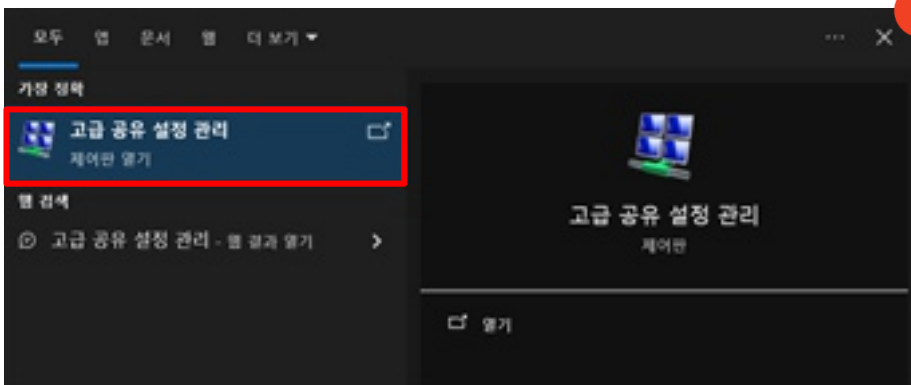 모두 앱 문서 웹 더 보기
가장 정확
고급 공유 설정 관리
제어판 열기
웹 검색
고급 공유 설정 관리 - 웹 결과 열기
고급 공유 설정 관리
제어판
열기